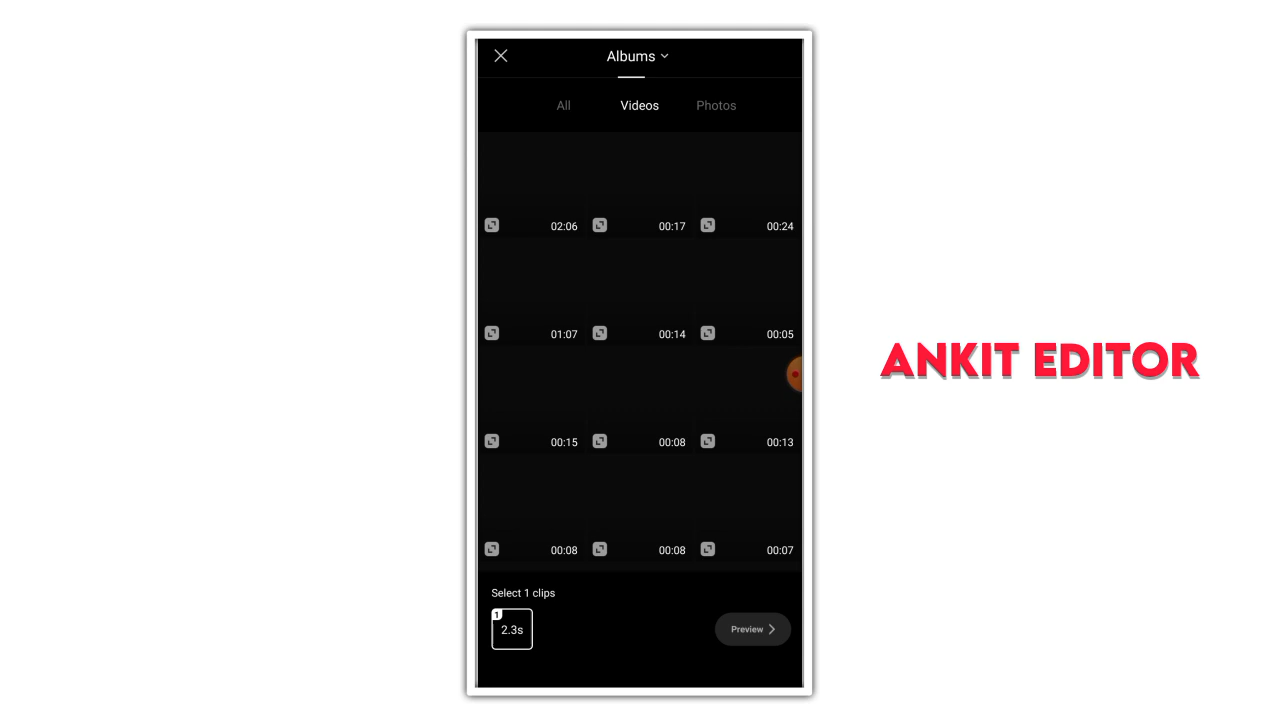 Albums
All Videos Photos
02:06 00:17 00:24
01:07 00:14 00:05
00:15 00:08 00:13
00:08 00:08 00:07
Select 1 clips
1
2.3s
Preview
ANKIT EDITOR